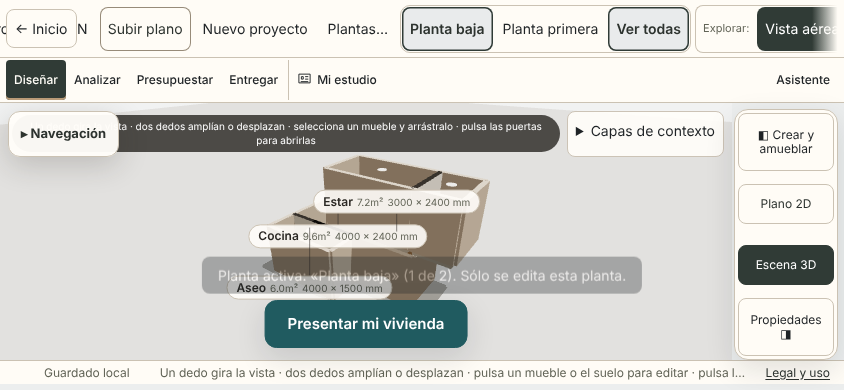 ← Inicio
N
Subir plano
Nuevo proyecto
Plantas...
Planta baja
Planta primera
Ver todas
Explorar:
Vista aérea
Diseñar
Analizar
Presupuestar
Entregar
Mi estudio
Asistente
▸ Navegación
· dos dedos amplían o desplazan · selecciona un mueble y arrástralo · pulsa las puertas
para abrirlas
▶ Capas de contexto
◧ Crear y
amueblar
Plano 2D
Escena 3D
Propiedades
◨
Estar 7.2m² 3000 × 2400 mm
Cocina 9.6m² 4000 × 2400 mm
Planta activa: «Planta baja» (1 de 2). Sólo se edita esta planta.
Aseo 6.0m² 4000 × 1500 mm
Presentar mi vivienda
Guardado local
Un dedo gira la vista · dos dedos amplían o desplazan · pulsa un mueble o el suelo para editar · pulsa l...
Legal y uso